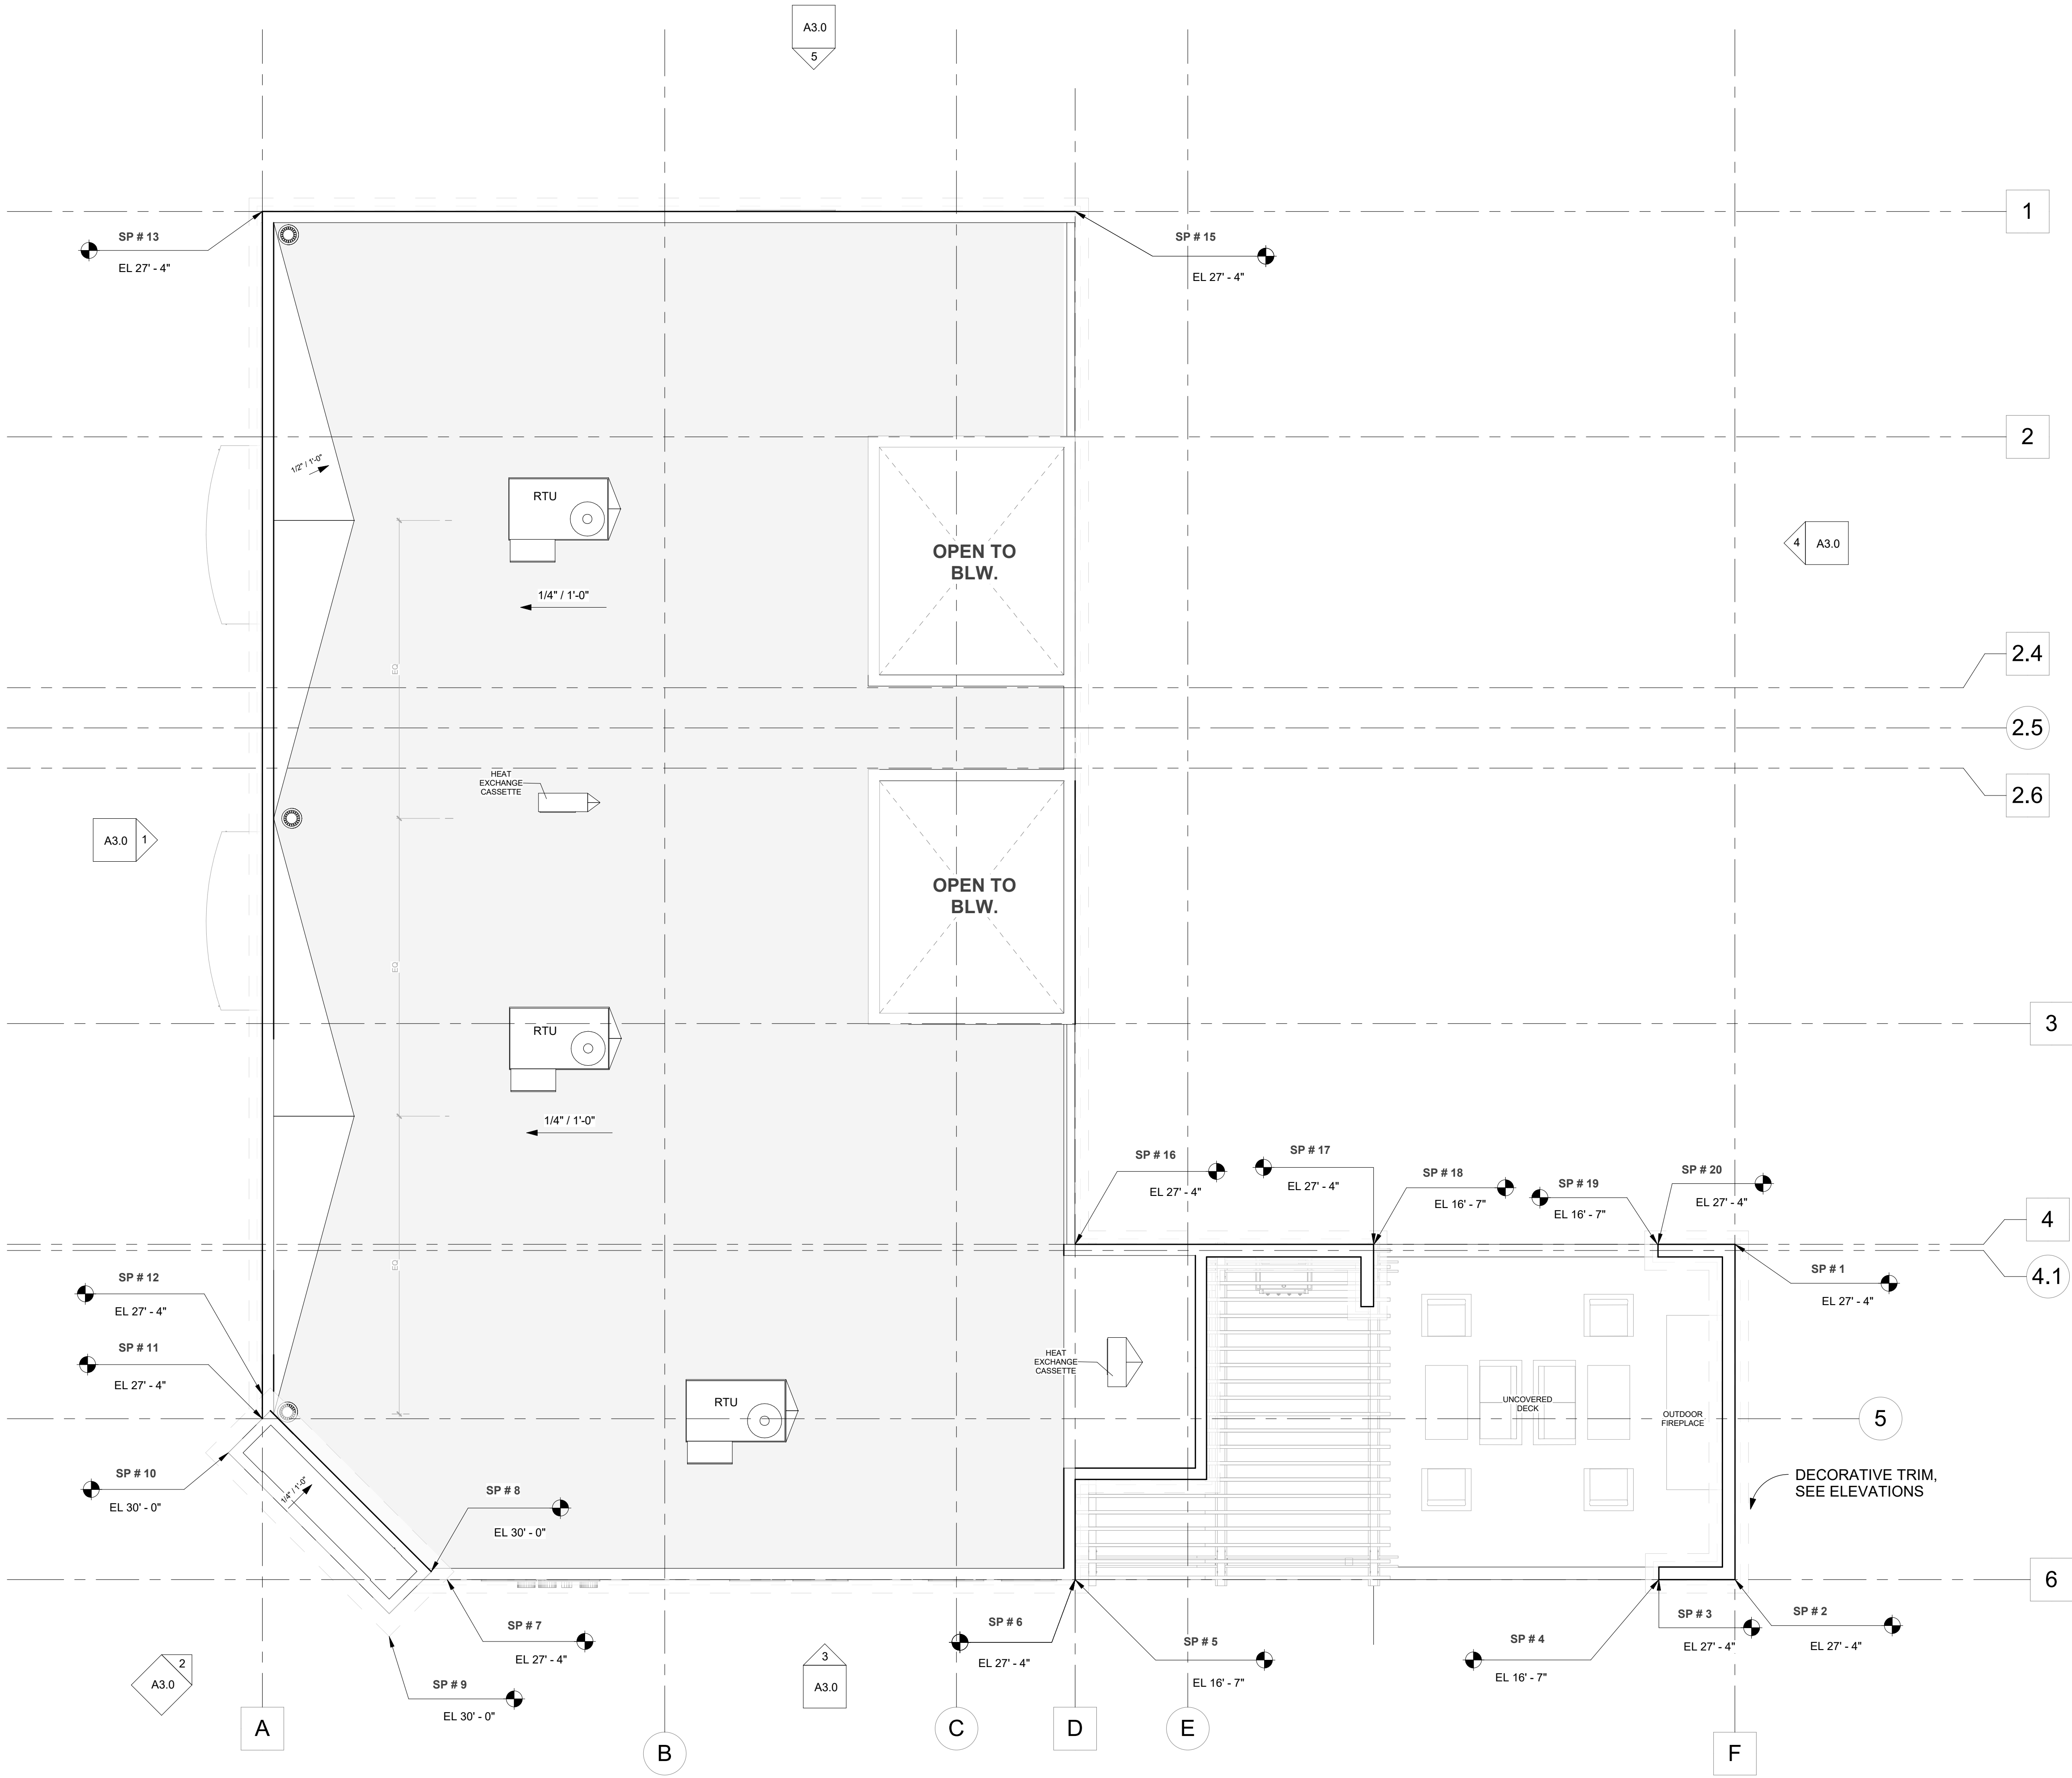 A3.0
5
1
SP # 13
EL 27' - 4"
SP # 15
EL 27' - 4"
2
1/2" / 1'-0"
RTU
OPEN TO
BLW.
4
A3.0
1/4" / 1'-0"
2.4
EQ
2.5
HEAT
EXCHANGE
CASSETTE
2.6
A3.0
1
OPEN TO
BLW.
EQ
3
RTU
1/4" / 1'-0"
SP # 16
EL 27' - 4"
SP # 17
EL 27' - 4"
SP # 18
EL 16' - 7"
SP # 19
EL 16' - 7"
SP # 20
EL 27' - 4"
4
EQ
SP # 12
EL 27' - 4"
SP # 1
EL 27' - 4"
4.1
SP # 11
EL 27' - 4"
HEAT
EXCHANGE
CASSETTE
RTU
UNCOVERED
DECK
OUTDOOR
FIREPLACE
5
SP # 10
EL 30' - 0"
1/4" / 1'-0"
SP # 8
EL 30' - 0"
DECORATIVE TRIM,
SEE ELEVATIONS
6
SP # 7
EL 27' - 4"
SP # 6
EL 27' - 4"
SP # 5
EL 16' - 7"
SP # 4
EL 16' - 7"
SP # 3
EL 27' - 4"
SP # 2
EL 27' - 4"
2
A3.0
SP # 9
EL 30' - 0"
3
A3.0
A
B
C
D
E
F